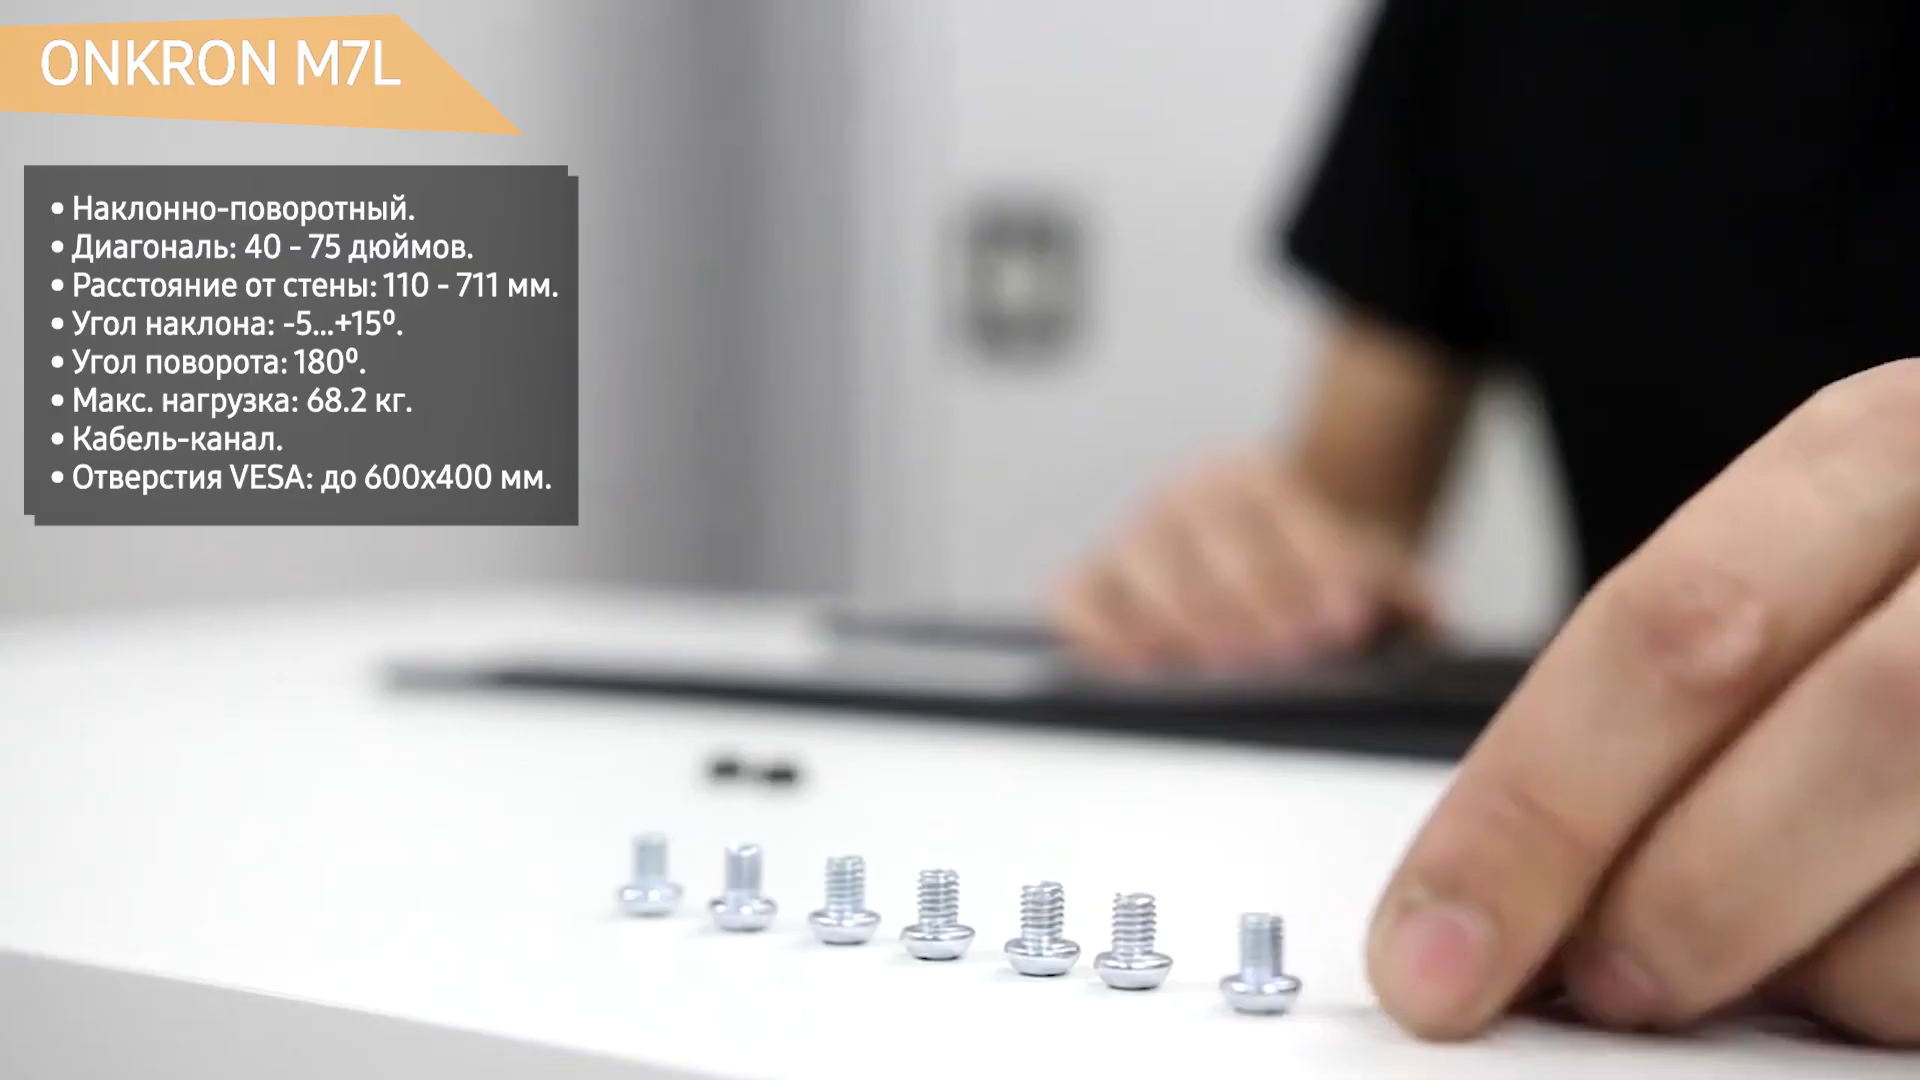 ONKRON M7L
• Наклонно-поворотный.
• Диагональ: 40 - 75 дюймов.
• Расстояние от стены: 110 - 711 мм.
• Угол наклона: -5...+15⁰.
• Угол поворота: 180⁰.
• Макс. нагрузка: 68.2 кг.
• Кабель-канал.
• Отверстия VESA: до 600x400 мм.